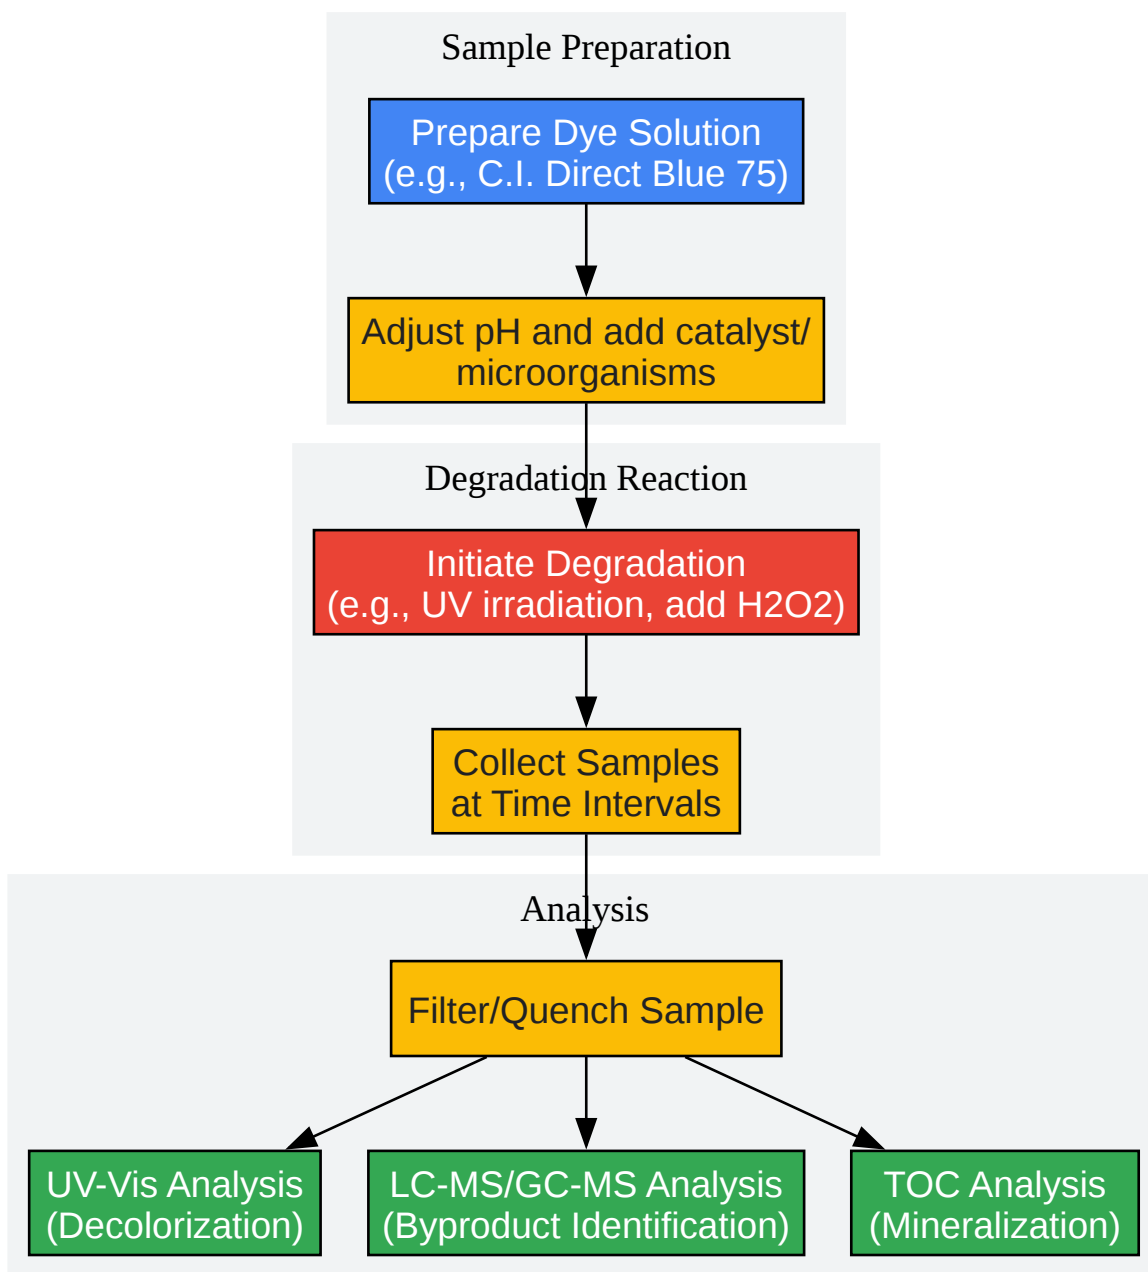 Sample Preparation
Prepare Dye Solution
(e.g., C.I. Direct Blue 75)
Adjust pH and add catalyst/
microorganisms
Degradation Reaction
Initiate Degradation
(e.g., UV irradiation, add H2O2)
Collect Samples
at Time Intervals
Analysis
Filter/Quench Sample
UV-Vis Analysis
(Decolorization)
LC-MS/GC-MS Analysis
(Byproduct Identification)
TOC Analysis
(Mineralization)